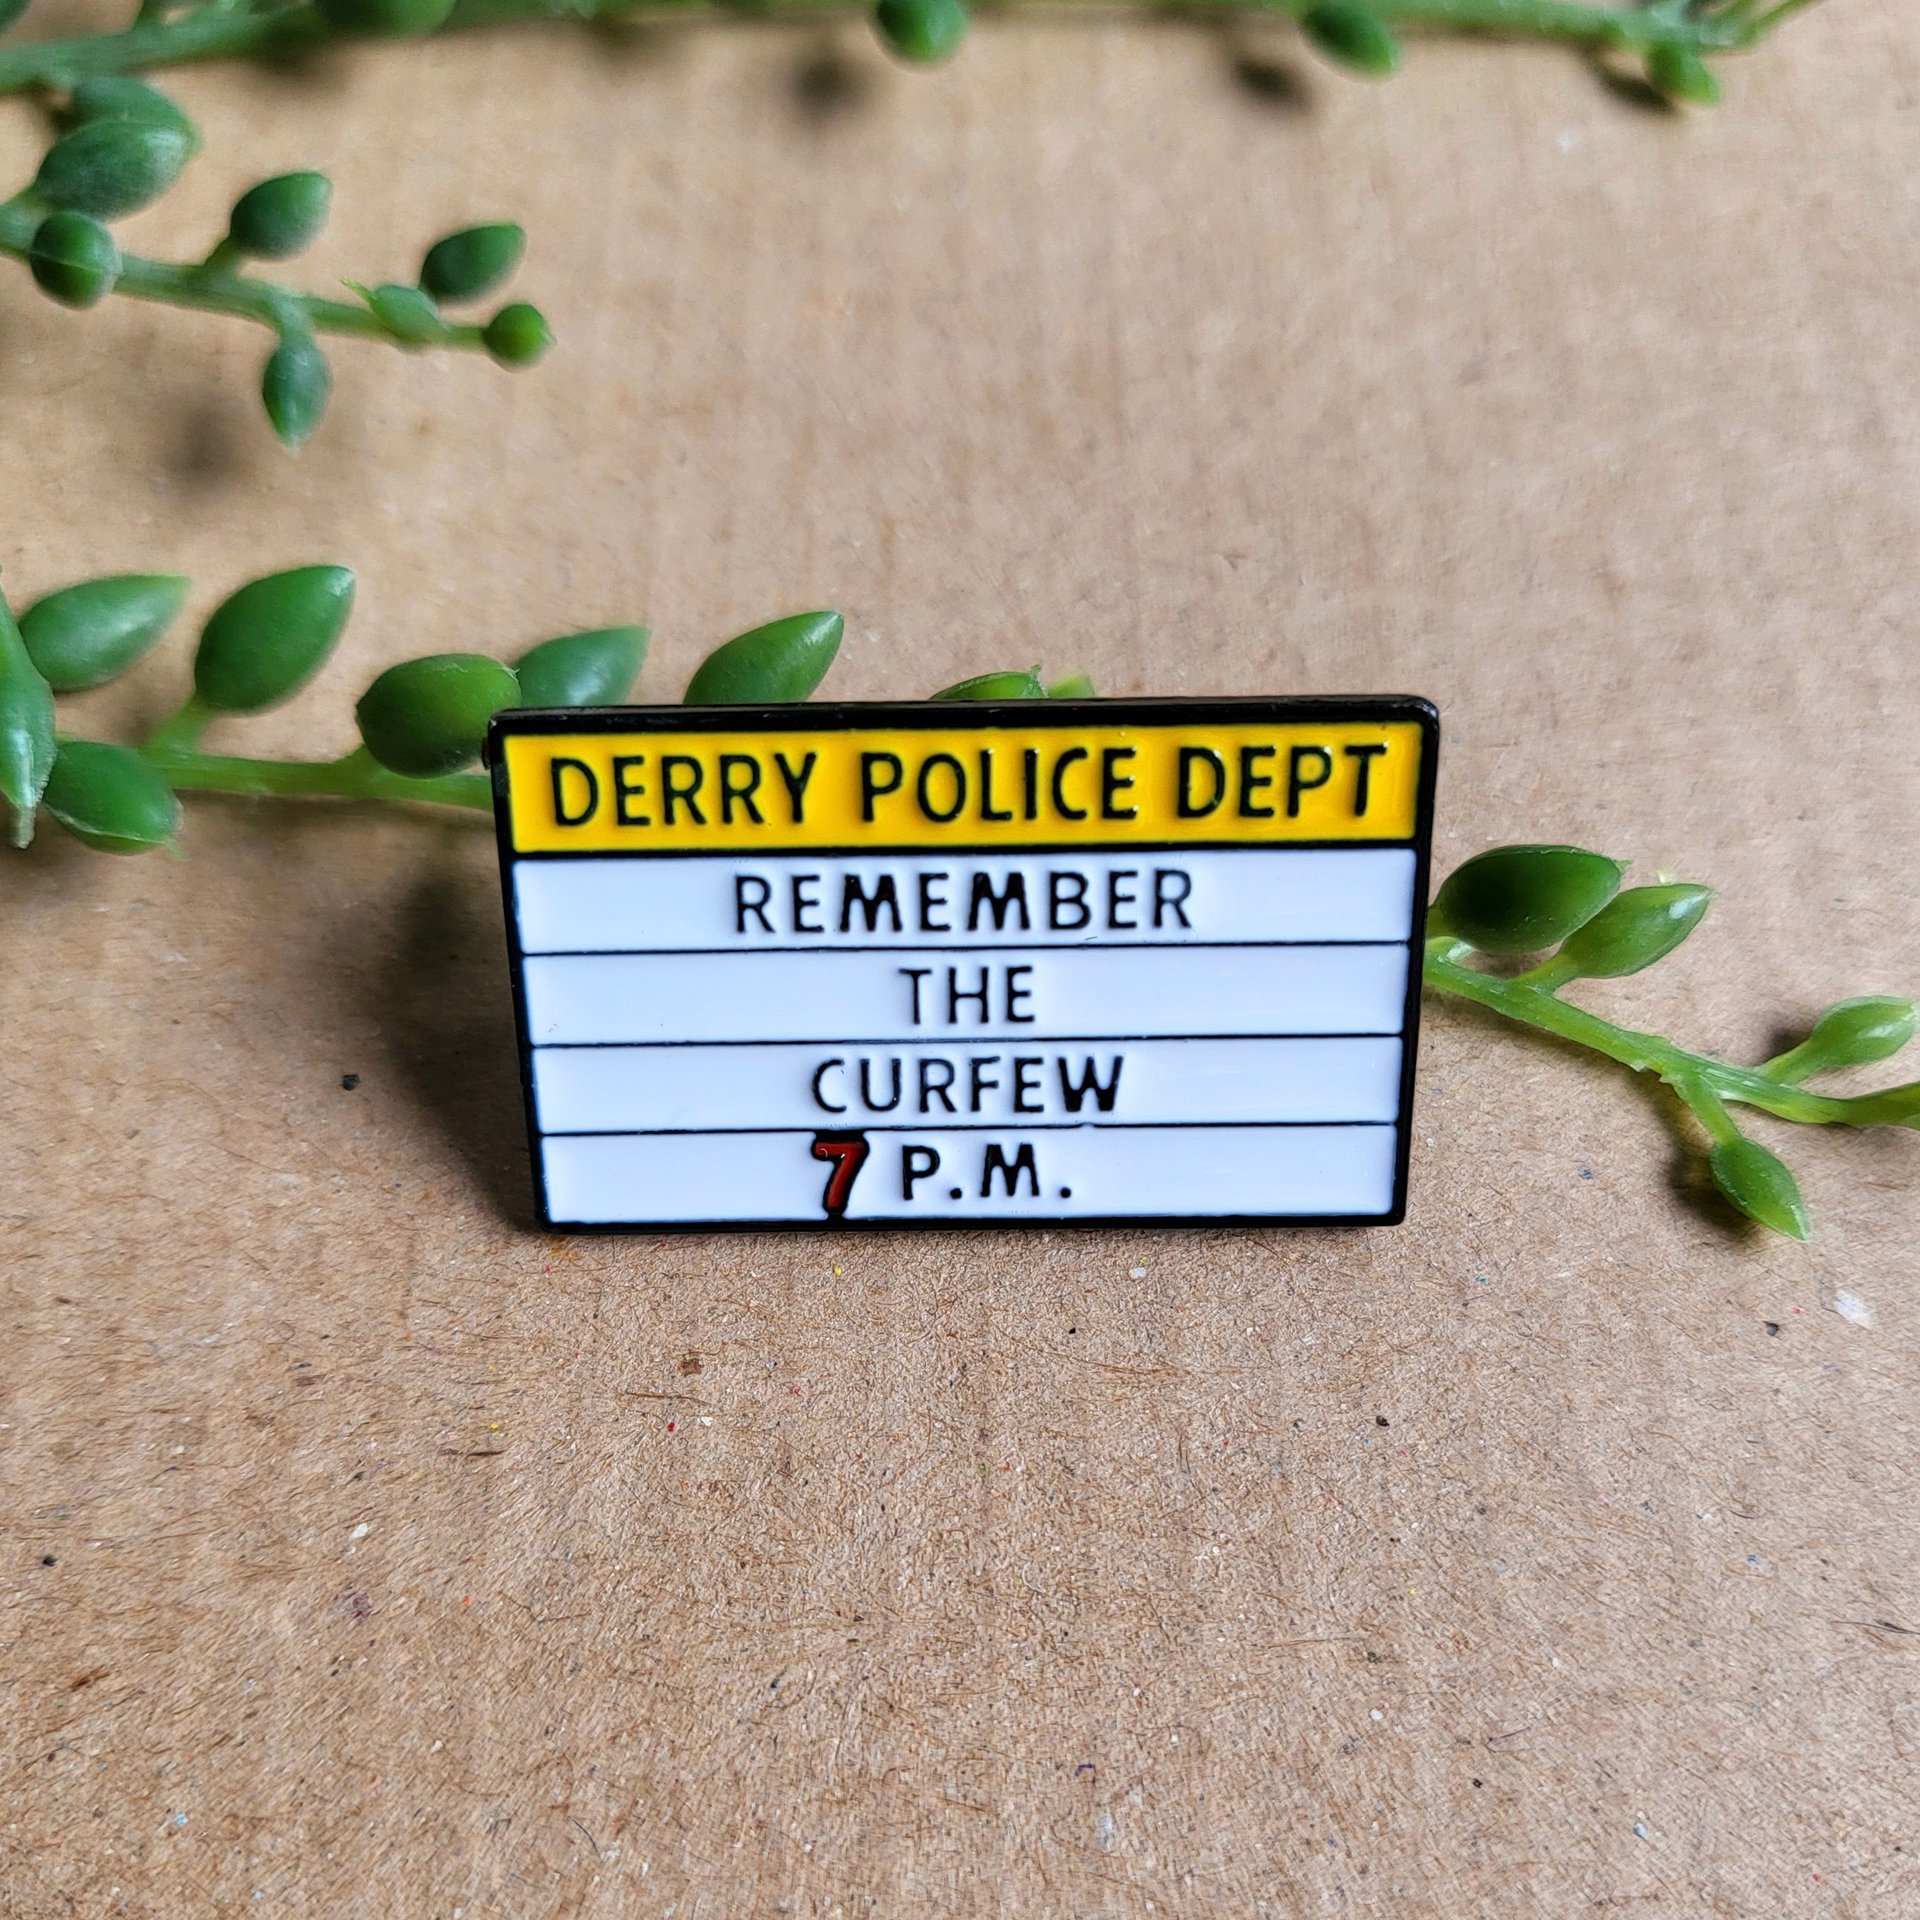 DERRY POLICE DEPT
REMEMBER
THE
CURFEW
7 P.M.